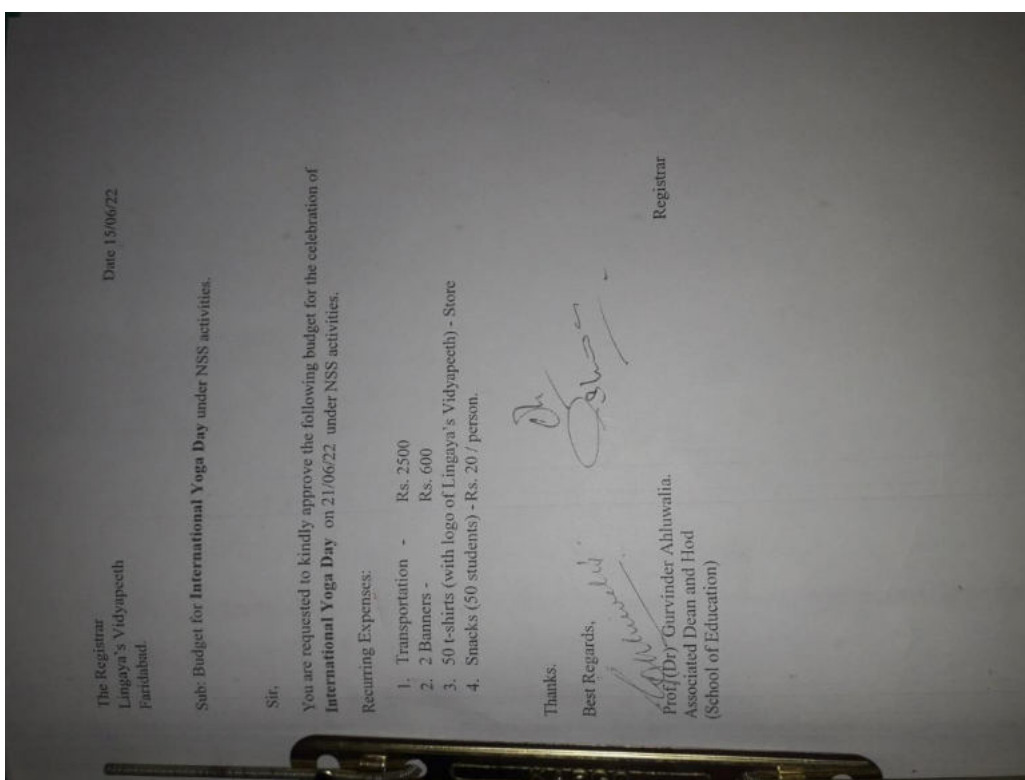 The Registrar Date 15/06/22
Lingaya's Vidyapeeth
Faridabad.
Sub: Budget for International Yoga Day under NSS activities.
Sir,
You are requested to kindly approve the following budget for the celebration of
International Yoga Day on 21/06/22 under NSS activities.
Recurring Expenses:
1. Transportation - Rs. 2500
2. 2 Banners - Rs. 600
3. 50 t-shirts (with logo of Lingaya's Vidyapeeth) - Store
4. Snacks (50 students) - Rs. 20 / person.
Thanks.
Best Regards,
Prof.(Dr) Gurvinder Ahluwalia. Registrar
Associated Dean and Hod
(School of Education)